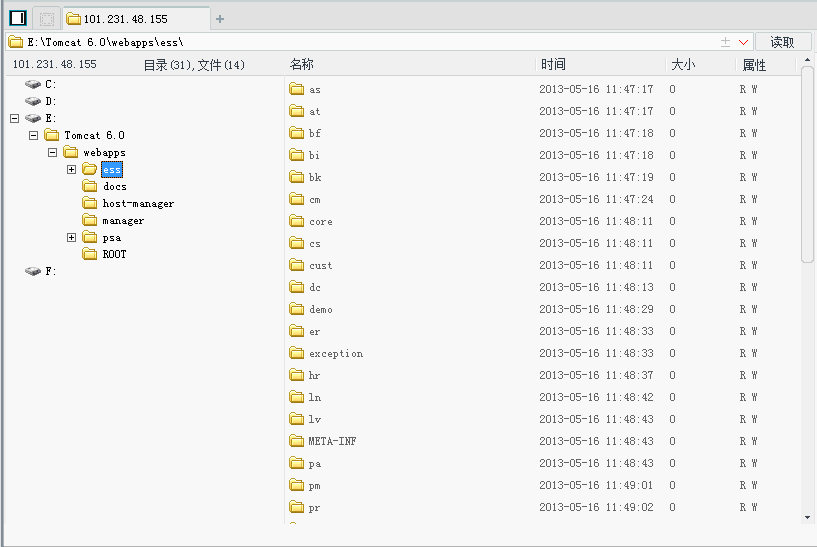 101.231.48.155
E:\Tomcat 6.0\webapps\ess\
读取
101.231.48.155 目录(31),文件(14)
C:
D:
E:
Tomcat 6.0
webapps
ess
docs
host-manager
manager
psa
ROOT
F:
名称 时间 大小 属性
as 2013-05-16 11:47:17 0 R W
at 2013-05-16 11:47:17 0 R W
bf 2013-05-16 11:47:18 0 R W
bi 2013-05-16 11:47:18 0 R W
bk 2013-05-16 11:47:19 0 R W
cm 2013-05-16 11:47:24 0 R W
core 2013-05-16 11:48:11 0 R W
cs 2013-05-16 11:48:11 0 R W
cust 2013-05-16 11:48:11 0 R W
dc 2013-05-16 11:48:13 0 R W
demo 2013-05-16 11:48:29 0 R W
er 2013-05-16 11:48:33 0 R W
exception 2013-05-16 11:48:33 0 R W
hr 2013-05-16 11:48:37 0 R W
ln 2013-05-16 11:48:42 0 R W
lv 2013-05-16 11:48:43 0 R W
META-INF 2013-05-16 11:48:43 0 R W
pa 2013-05-16 11:48:43 0 R W
pm 2013-05-16 11:49:01 0 R W
pr 2013-05-16 11:49:02 0 R W